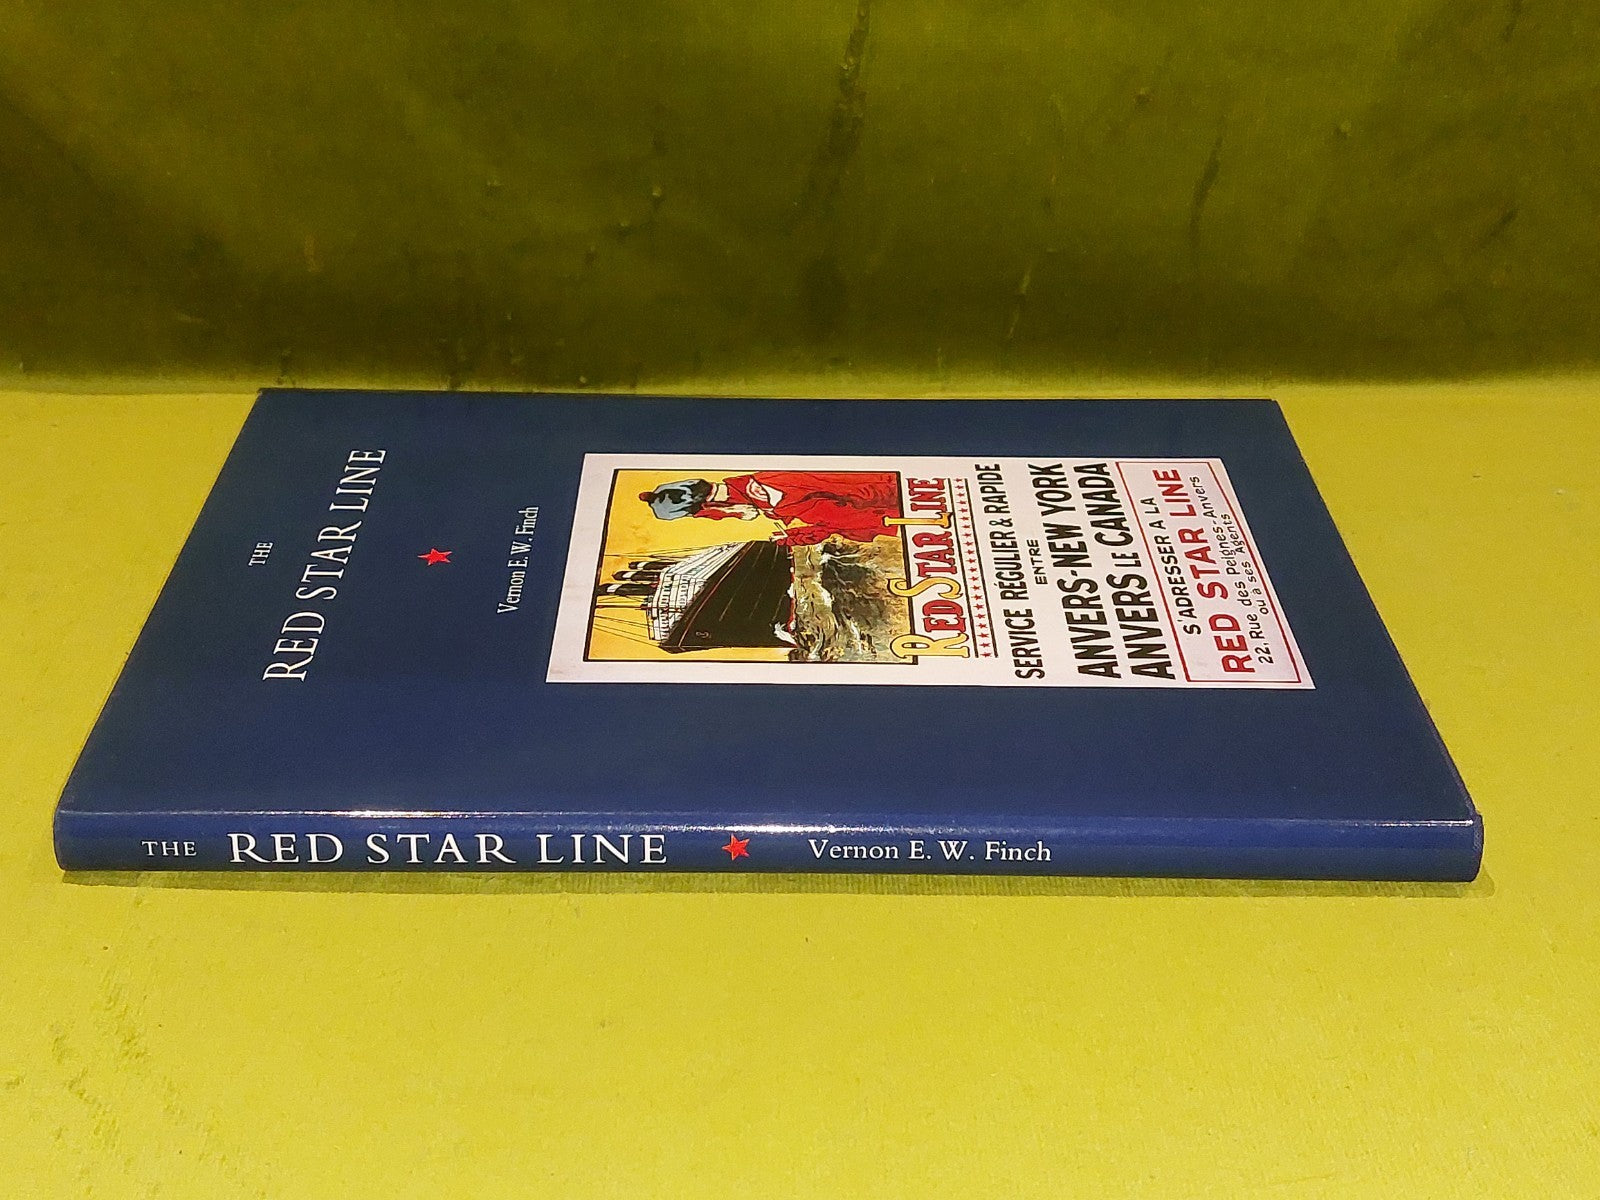 THE
RED STAR LINE
Vernon E. W. Finch
RED STAR LINE
SERVICE RÉGULIER & RAPIDE
ENTRE
ANVERS-NEW YORK
ANVERS LE CANADA
S'ADRESSER A LA
RED STAR LINE
22, Rue des Peignes-Anvers
ou à ses Agents
THE RED STAR LINE Vernon E. W. Finch